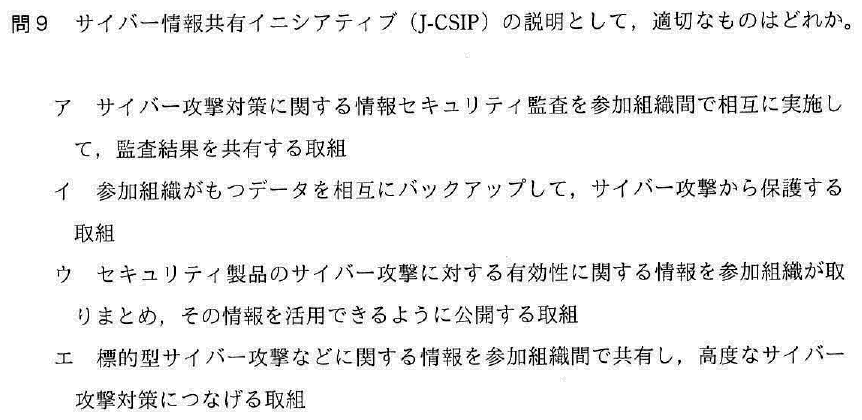 問9 サイバー情報共有イニシアティブ（J-CSIP）の説明として，適切なものはどれか。
ア サイバー攻撃対策に関する情報セキュリティ監査を参加組織間で相互に実施し
て，監査結果を共有する取組
イ 参加組織がもつデータを相互にバックアップして，サイバー攻撃から保護する
取組
ウ セキュリティ製品のサイバー攻撃に対する有効性に関する情報を参加組織が取
りまとめ，その情報を活用できるように公開する取組
エ 標的型サイバー攻撃などに関する情報を参加組織間で共有し，高度なサイバー
攻撃対策につなげる取組